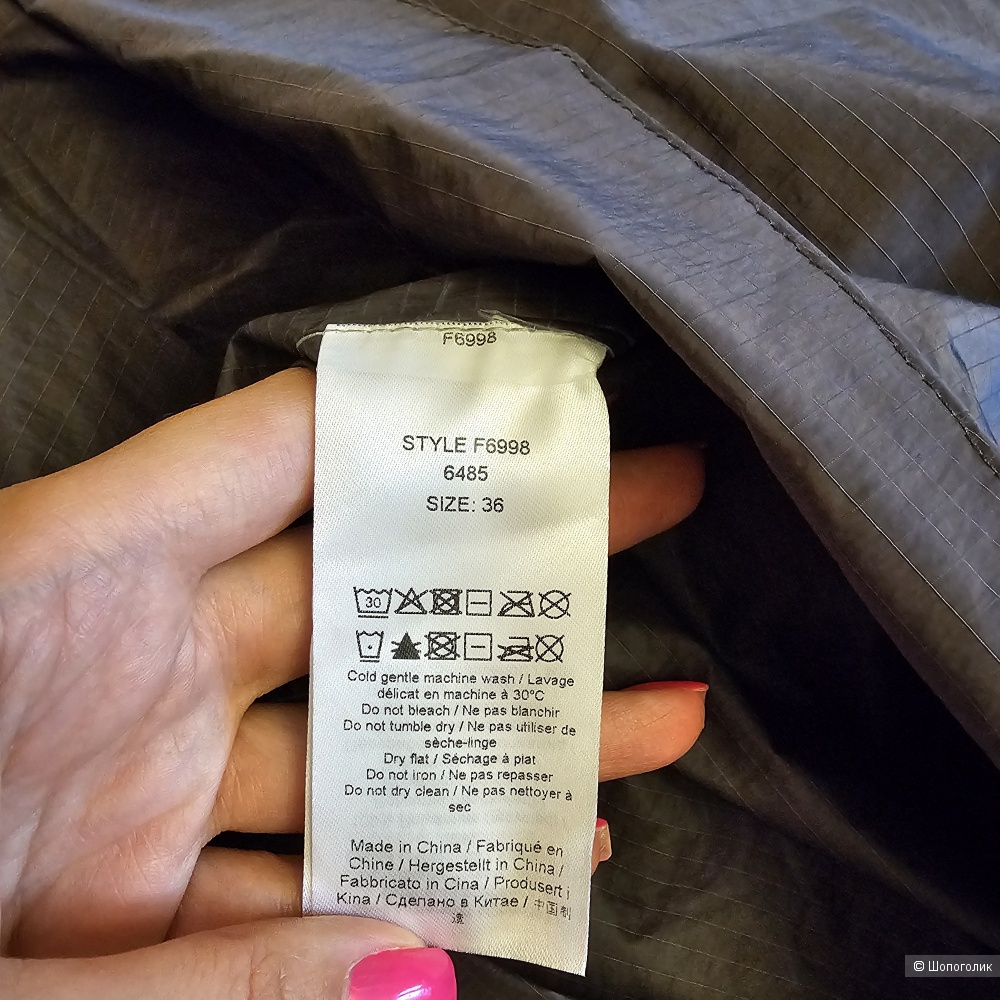 F6998
STYLE F6998
6485
SIZE: 36
30
Cold gentle machine wash / Lavage
délicat en machine à 30°C
Do not bleach / Ne pas blanchir
Do not tumble dry / Ne pas utiliser de
sèche-linge
Dry flat / Séchage à plat
Do not iron / Ne pas repasser
Do not dry clean / Ne pas nettoyer à
sec
Made in China / Fabriqué en
Chine / Hergestellt in China /
Fabbricato in Cina / Produsert i
Kina / Сделано в Китае / 中国制
© Шопоголик